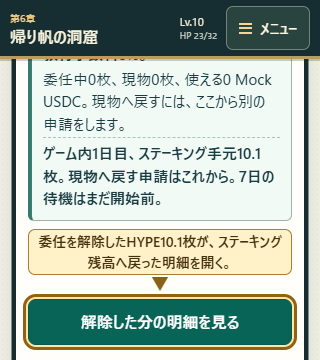 第6章
帰り帆の洞窟
Lv.10
HP 23/32
メニュー
委任中0枚、現物0枚、使える0 Mock
USDC。現物へ戻すには、ここから別の
申請をします。
ゲーム内1日目、ステーキング手元10.1
枚。現物へ戻す申請はこれから。7日の
待機はまだ開始前。
委任を解除したHYPE10.1枚が、ステーキング
残高へ戻った明細を開く。
解除した分の明細を見る